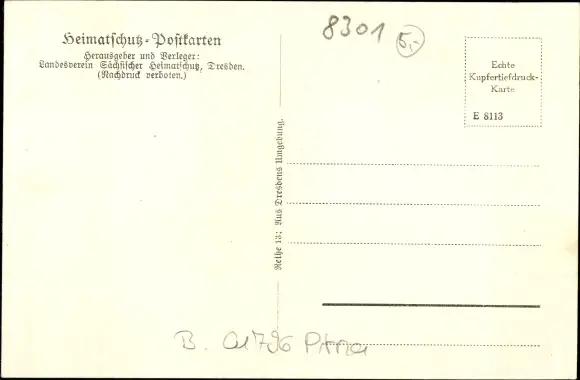 Heimatschutz-Postkarten
Herausgeber und Verleger:
Landesverein Sächsischer Heimatschutz, Dresden.
(Nachdruck verboten.)
8301
5,-
Echte
Kupfertiefdruck-
Karte
E 8113
Reihe 13: Aus Dresdens Umgebung.
B. 01796 Pirna